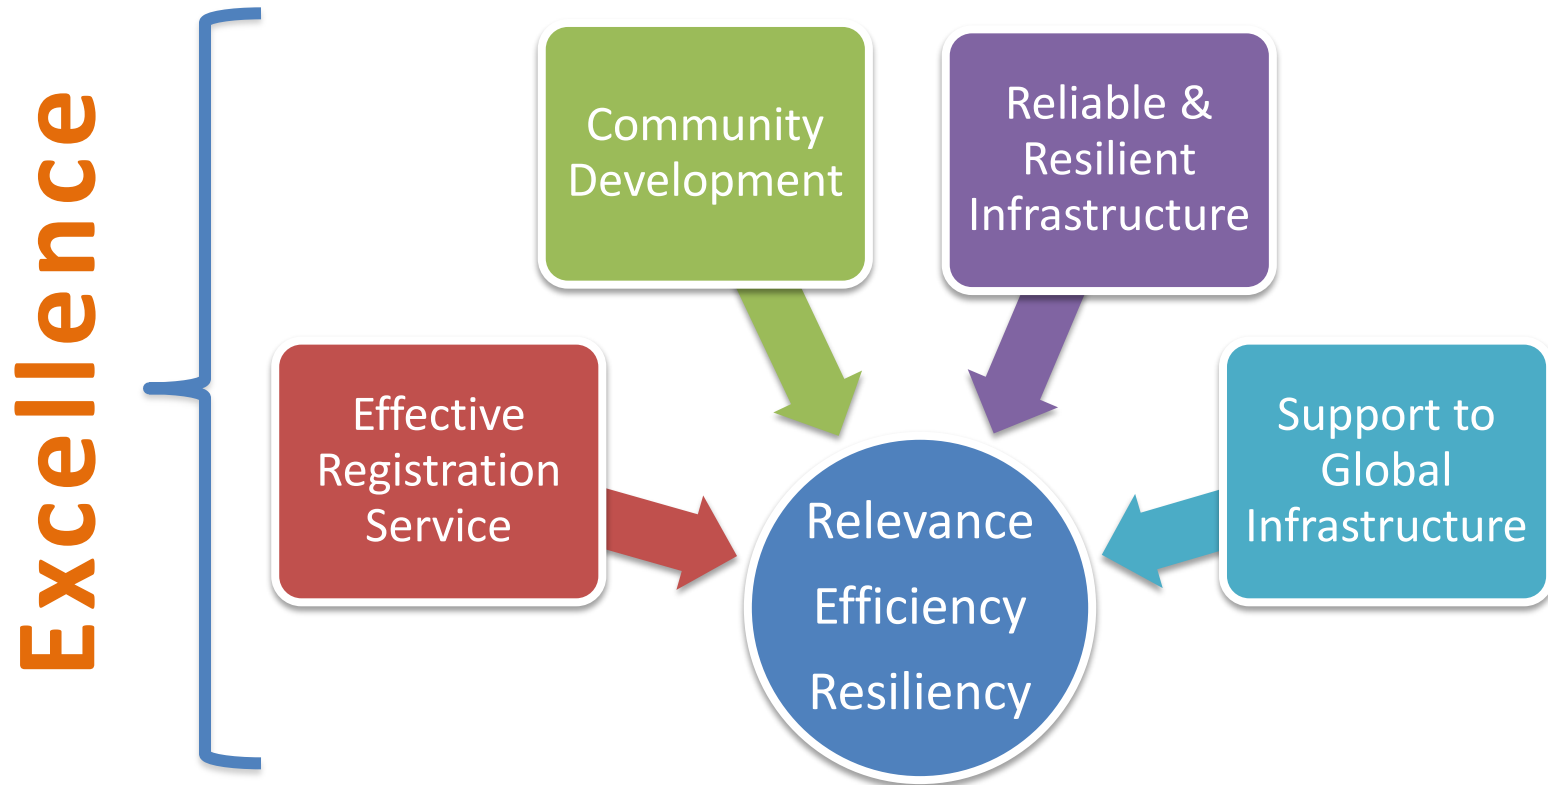 Excellence
Community
Development
Reliable &
Resilient
Infrastructure
Effective
Registration
Service
Support to
Global
Infrastructure
Relevance
Efficiency
Resiliency